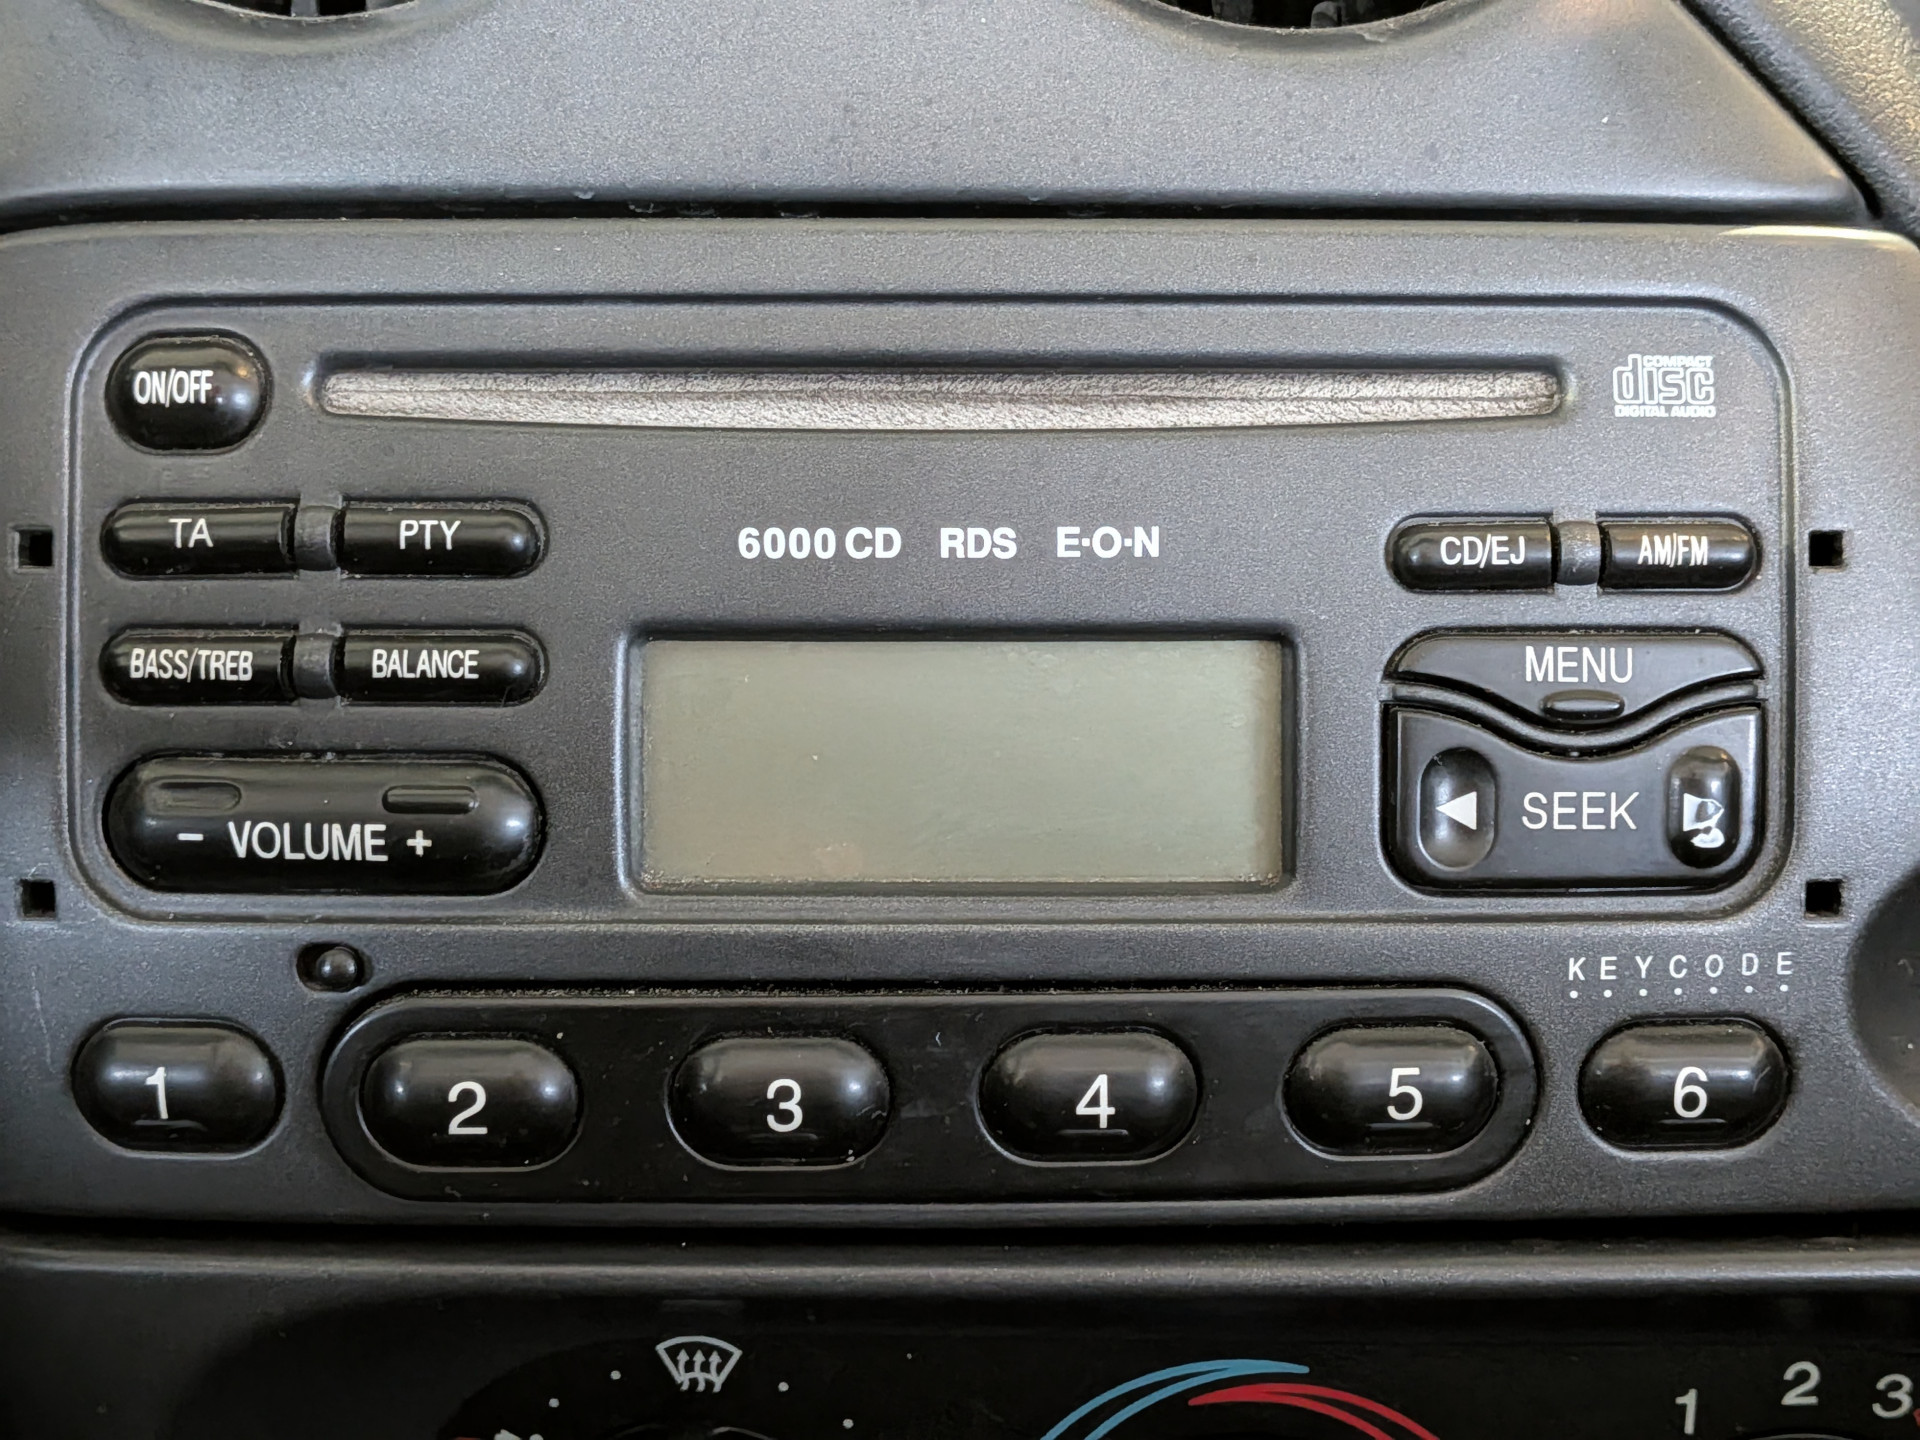 ON/OFF
COMPACT
disc
DIGITAL AUDIO
TA PTY
6000 CD RDS E·O·N
CD/EJ AM/FM
BASS/TREB BALANCE
MENU
- VOLUME +
SEEK
KEYCODE
1 2 3 4 5 6
1 2 3